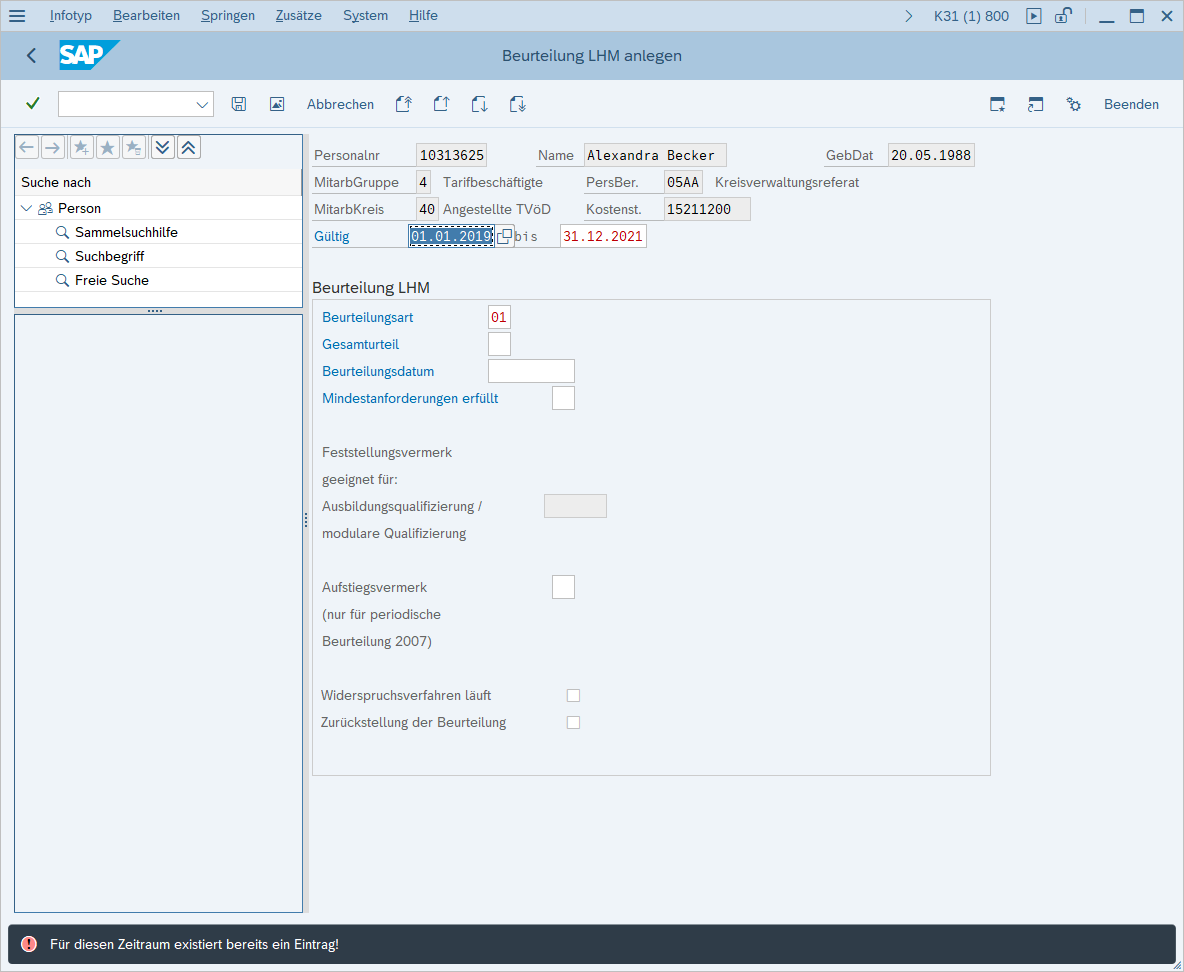 Infotyp Bearbeiten Springen Zusätze System Hilfe K31 (1) 800
SAP Beurteilung LHM anlegen
Abbrechen Beenden
Suche nach
Person
Sammelsuchhilfe
Suchbegriff
Freie Suche
Personalnr 10313625 Name Alexandra Becker GebDat 20.05.1988
MitarbGruppe 4 Tarifbeschäftigte PersBer. 05AA Kreisverwaltungsreferat
MitarbKreis 40 Angestellte TVöD Kostenst. 15211200
Gültig 01.01.2019 bis 31.12.2021
Beurteilung LHM
Beurteilungsart 01
Gesamturteil
Beurteilungsdatum
Mindestanforderungen erfüllt
Feststellungsvermerk
geeignet für:
Ausbildungsqualifizierung /
modulare Qualifizierung
Aufstiegsvermerk
(nur für periodische
Beurteilung 2007)
Widerspruchsverfahren läuft
Zurückstellung der Beurteilung
Für diesen Zeitraum existiert bereits ein Eintrag!